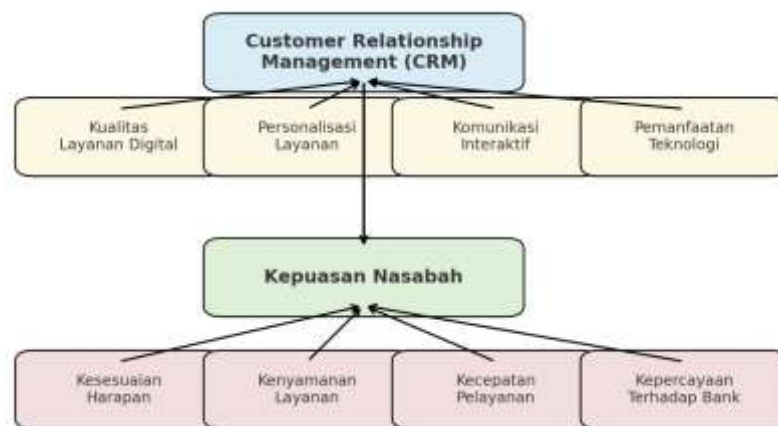 Customer Relationship
Management (CRM)
Kualitas
Layanan Digital
Personalisasi
Layanan
Komunikasi
Interaktif
Pemanfaatan
Teknologi
Kepuasan Nasabah
Kesesuaian
Harapan
Kenyamanan
Layanan
Kecepatan
Pelayanan
Kepercayaan
Terhadap Bank